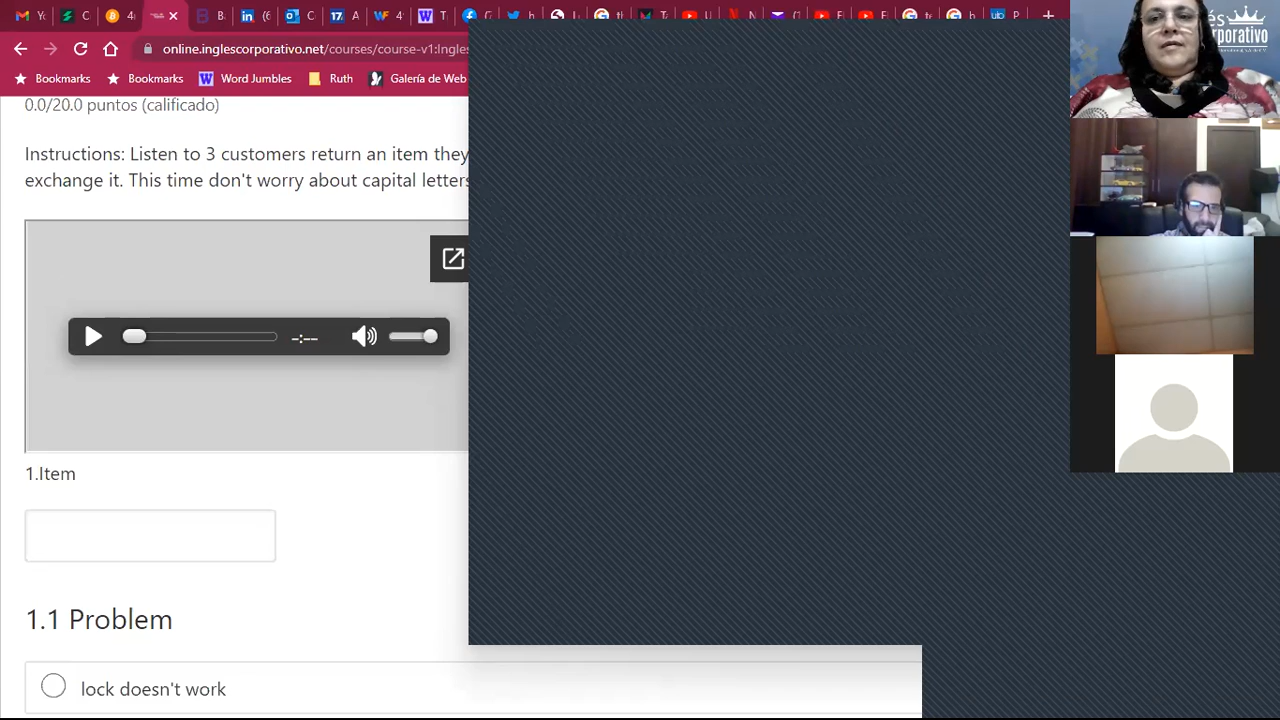 online.inglescorporativo.net/courses/course-v1:Ingles
Bookmarks
Bookmarks
Word Jumbles
Ruth
Galería de Web
0.0/20.0 puntos (calificado)
Instructions: Listen to 3 customers return an item they
exchange it. This time don't worry about capital letters
-:--
1.Item
1.1 Problem
lock doesn't work